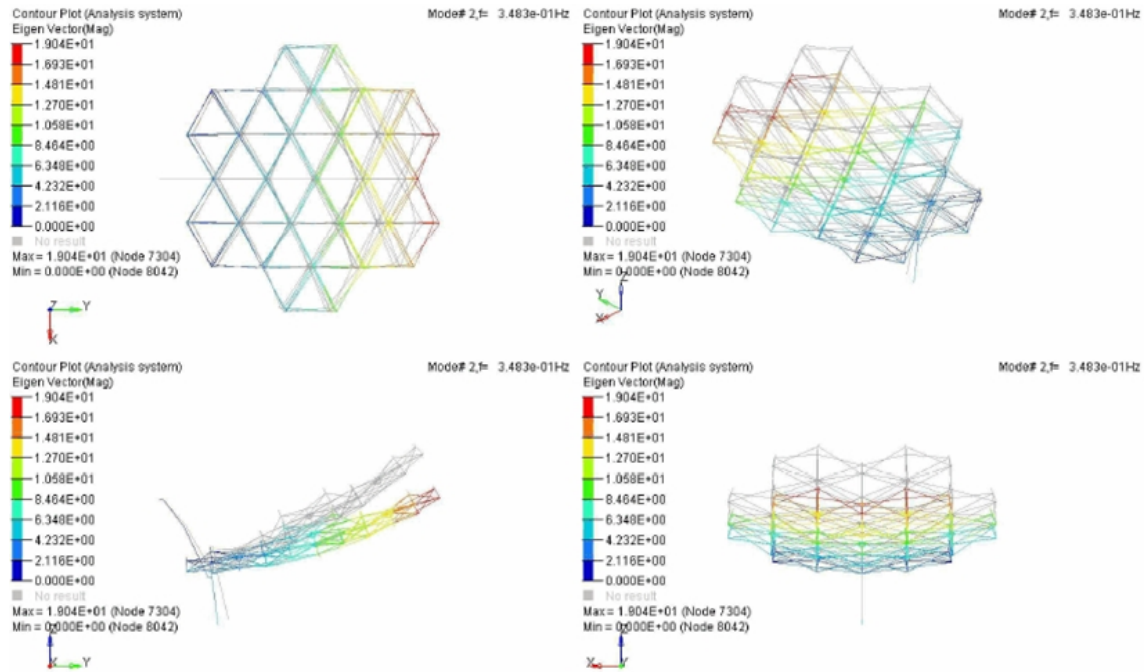 Contour Plot (Analysis system)
Mode# 2,f= 3.483e-01Hz
Eigen Vector(Mag)
1.904E+01
1.693E+01
1.481E+01
1.270E+01
1.058E+01
8.464E+00
6.348E+00
4.232E+00
2.116E+00
0.000E+00
No result
Max = 1.904E+01 (Node 7304)
Min = 0.000E+00 (Node 8042)
Z Y
X
Contour Plot (Analysis system)
Mode# 2,f= 3.483e-01Hz
Eigen Vector(Mag)
1.904E+01
1.693E+01
1.481E+01
1.270E+01
1.058E+01
8.464E+00
6.348E+00
4.232E+00
2.116E+00
0.000E+00
No result
Max = 1.904E+01 (Node 7304)
Min = 0.000E+00 (Node 8042)
Z
Y
X
Contour Plot (Analysis system)
Mode# 2,f= 3.483e-01Hz
Eigen Vector(Mag)
1.904E+01
1.693E+01
1.481E+01
1.270E+01
1.058E+01
8.464E+00
6.348E+00
4.232E+00
2.116E+00
0.000E+00
No result
Max = 1.904E+01 (Node 7304)
Min = 0.000E+00 (Node 8042)
X Y
Contour Plot (Analysis system)
Mode# 2,f= 3.483e-01Hz
Eigen Vector(Mag)
1.904E+01
1.693E+01
1.481E+01
1.270E+01
1.058E+01
8.464E+00
6.348E+00
4.232E+00
2.116E+00
0.000E+00
No result
Max = 1.904E+01 (Node 7304)
Min = 0.000E+00 (Node 8042)
X Y